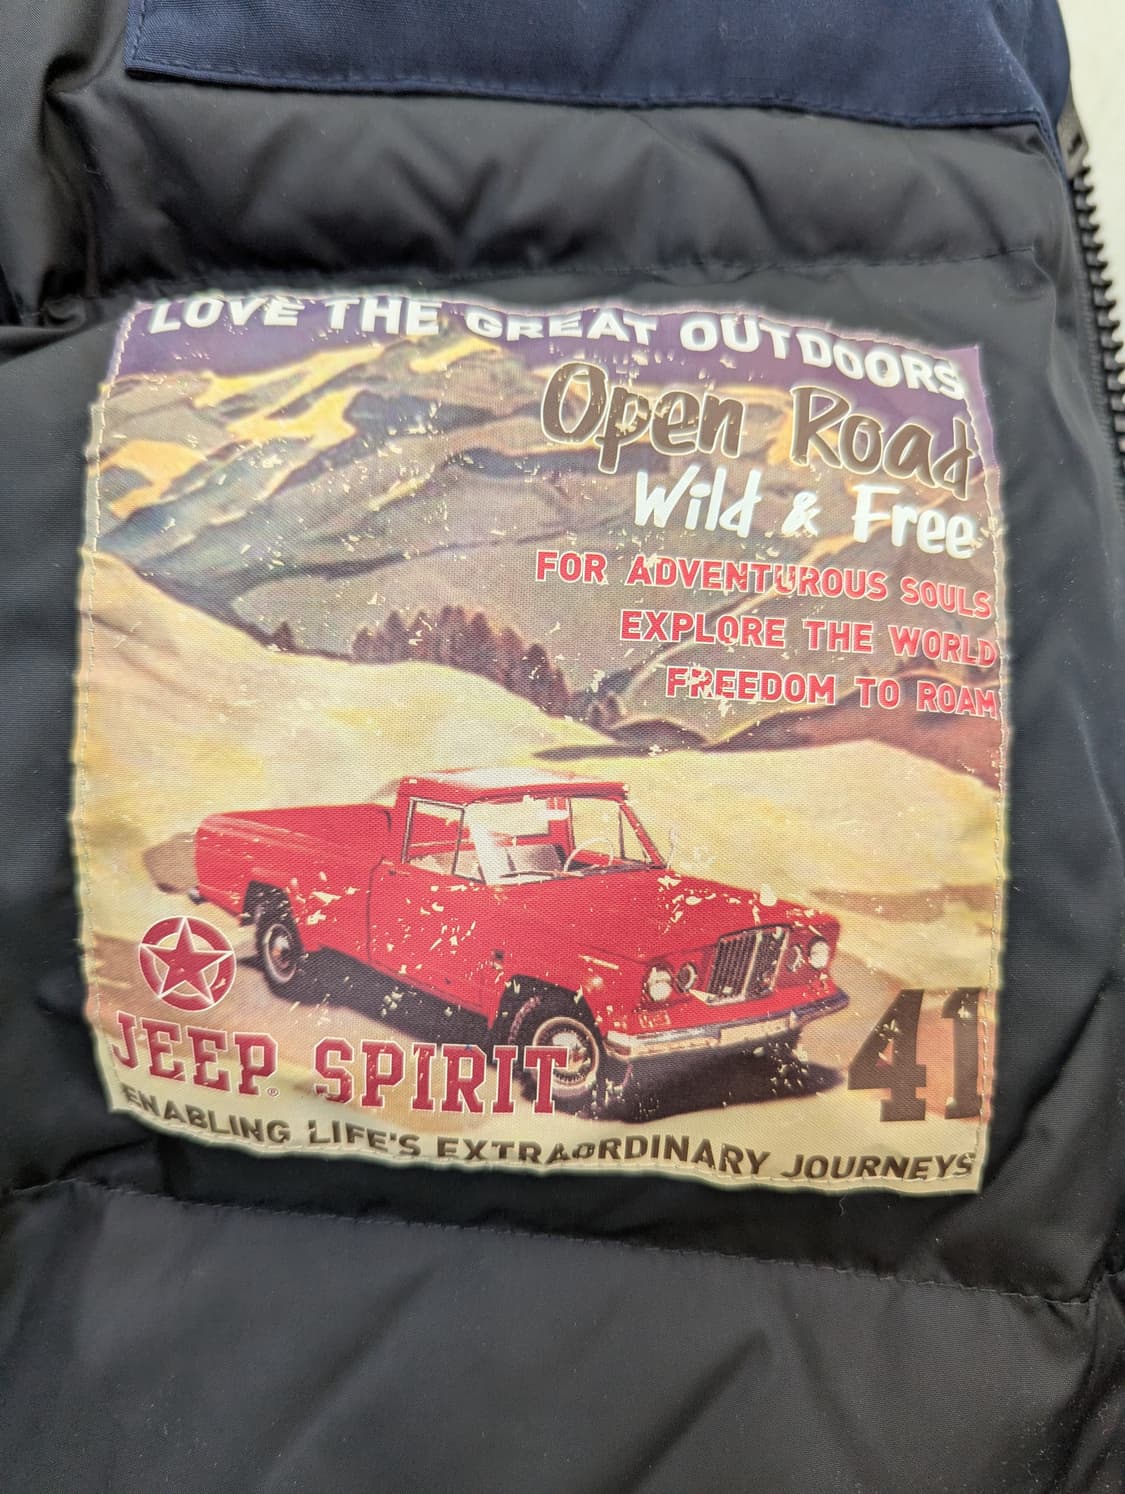 LOVE THE GREAT OUTDOORS
Open Road
Wild & Free
FOR ADVENTUROUS SOULS
EXPLORE THE WORLD
FREEDOM TO ROAM
41
JEEP® SPIRIT
ENABLING LIFE'S EXTRAORDINARY JOURNEYS